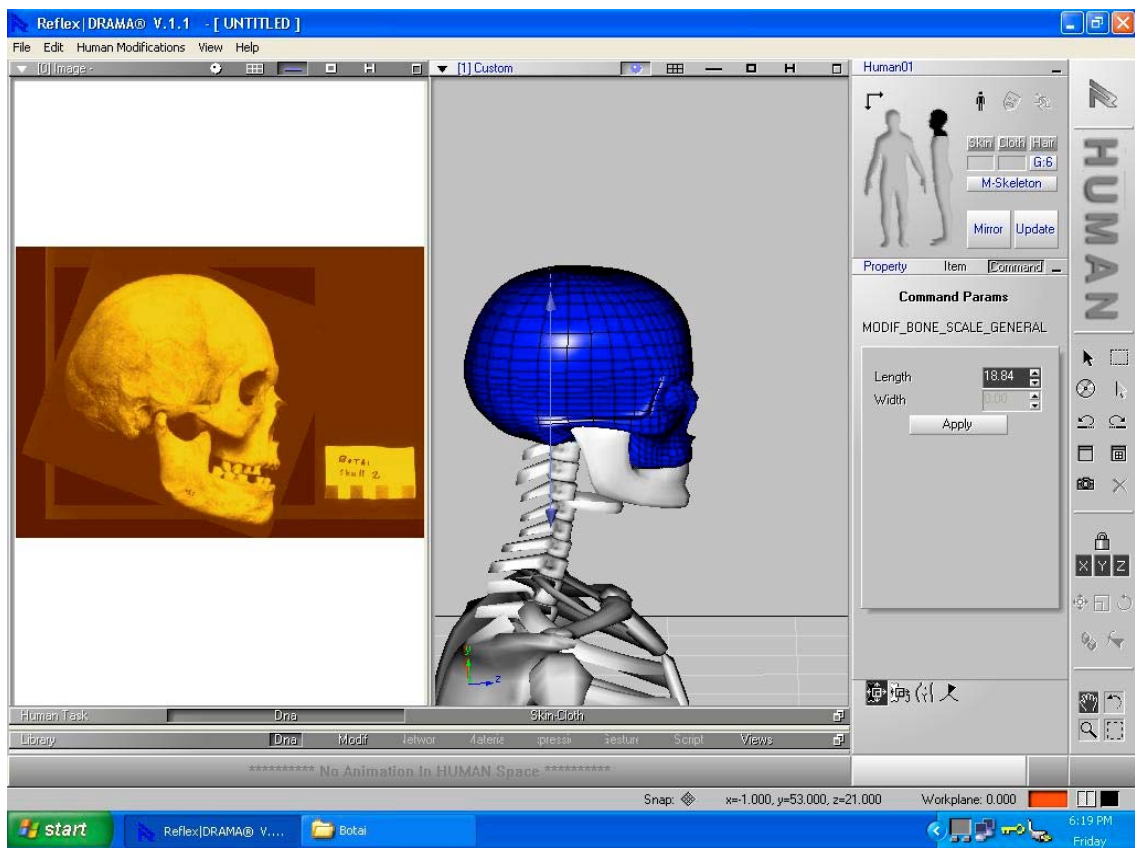 Reflex|DRAMA® V.1.1 - [ UNTITLED ]
File Edit Human Modifications View Help
[0] Image -
[1] Custom
Human01
Skin Cloth Hair
G:6
M-Skeleton
Mirror Update
HUMAN
Property Item Command
Command Params
MODIF_BONE_SCALE_GENERAL
Length 18.84
Width 0.00
Apply
BOTAI
Skull 2
X Y Z
y
z
Human Task Dna Skin-Cloth
Library Dna Modif Script Views
********** No Animation In HUMAN Space **********
Snap: x=-1.000, y=53.000, z=21.000 Workplane: 0.000
start Reflex|DRAMA® V.... Botai 6:19 PM
Friday